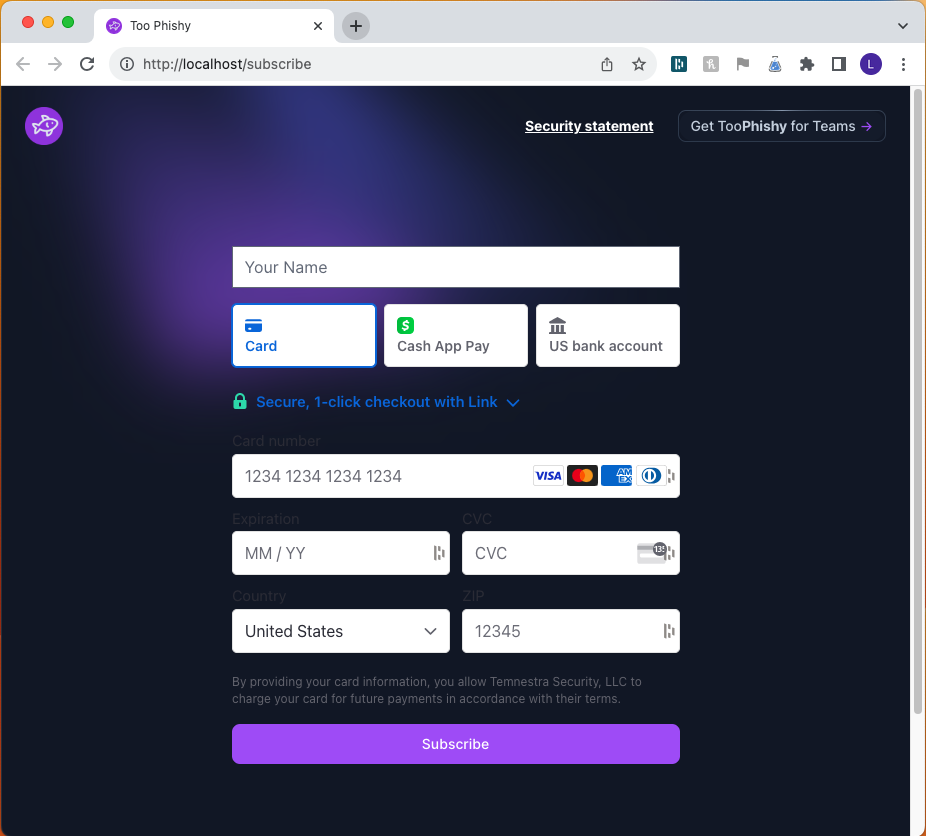 Too Phishy
http://localhost/subscribe
L
Security statement
Get TooPhishy for Teams →
Your Name
Card
Cash App Pay
US bank account
Secure, 1-click checkout with Link
Card number
1234 1234 1234 1234
VISA
AM
EX
Expiration
CVC
MM / YY
CVC
135
Country
ZIP
United States
12345
By providing your card information, you allow Temnestra Security, LLC to
charge your card for future payments in accordance with their terms.
Subscribe